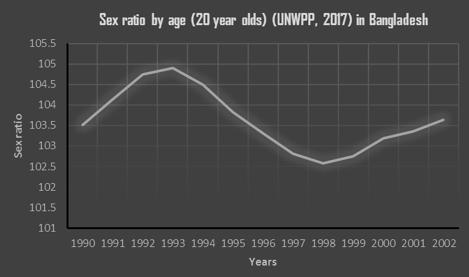 Sex ratio by age (20 year olds) (UNWPP, 2017) in Bangladesh
105.5
105
104.5
104
103.5
103
102.5
102
101.5
101
Sex ratio
1990 1991 1992 1993 1994 1995 1996 1997 1998 1999 2000 2001 2002
Years